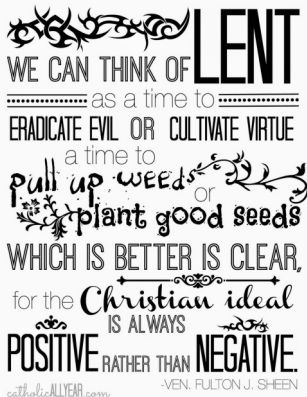 WE CAN THINK OF LENT
as a time to
ERADICATE EVIL OR CULTIVATE VIRTUE
a time to
pull up weeds
or
plant good seeds
WHICH IS BETTER IS CLEAR,
for the Christian ideal
IS ALWAYS
POSITIVE RATHER THAN NEGATIVE.
-VEN. FULTON J. SHEEN
catholicALLYEAR.com